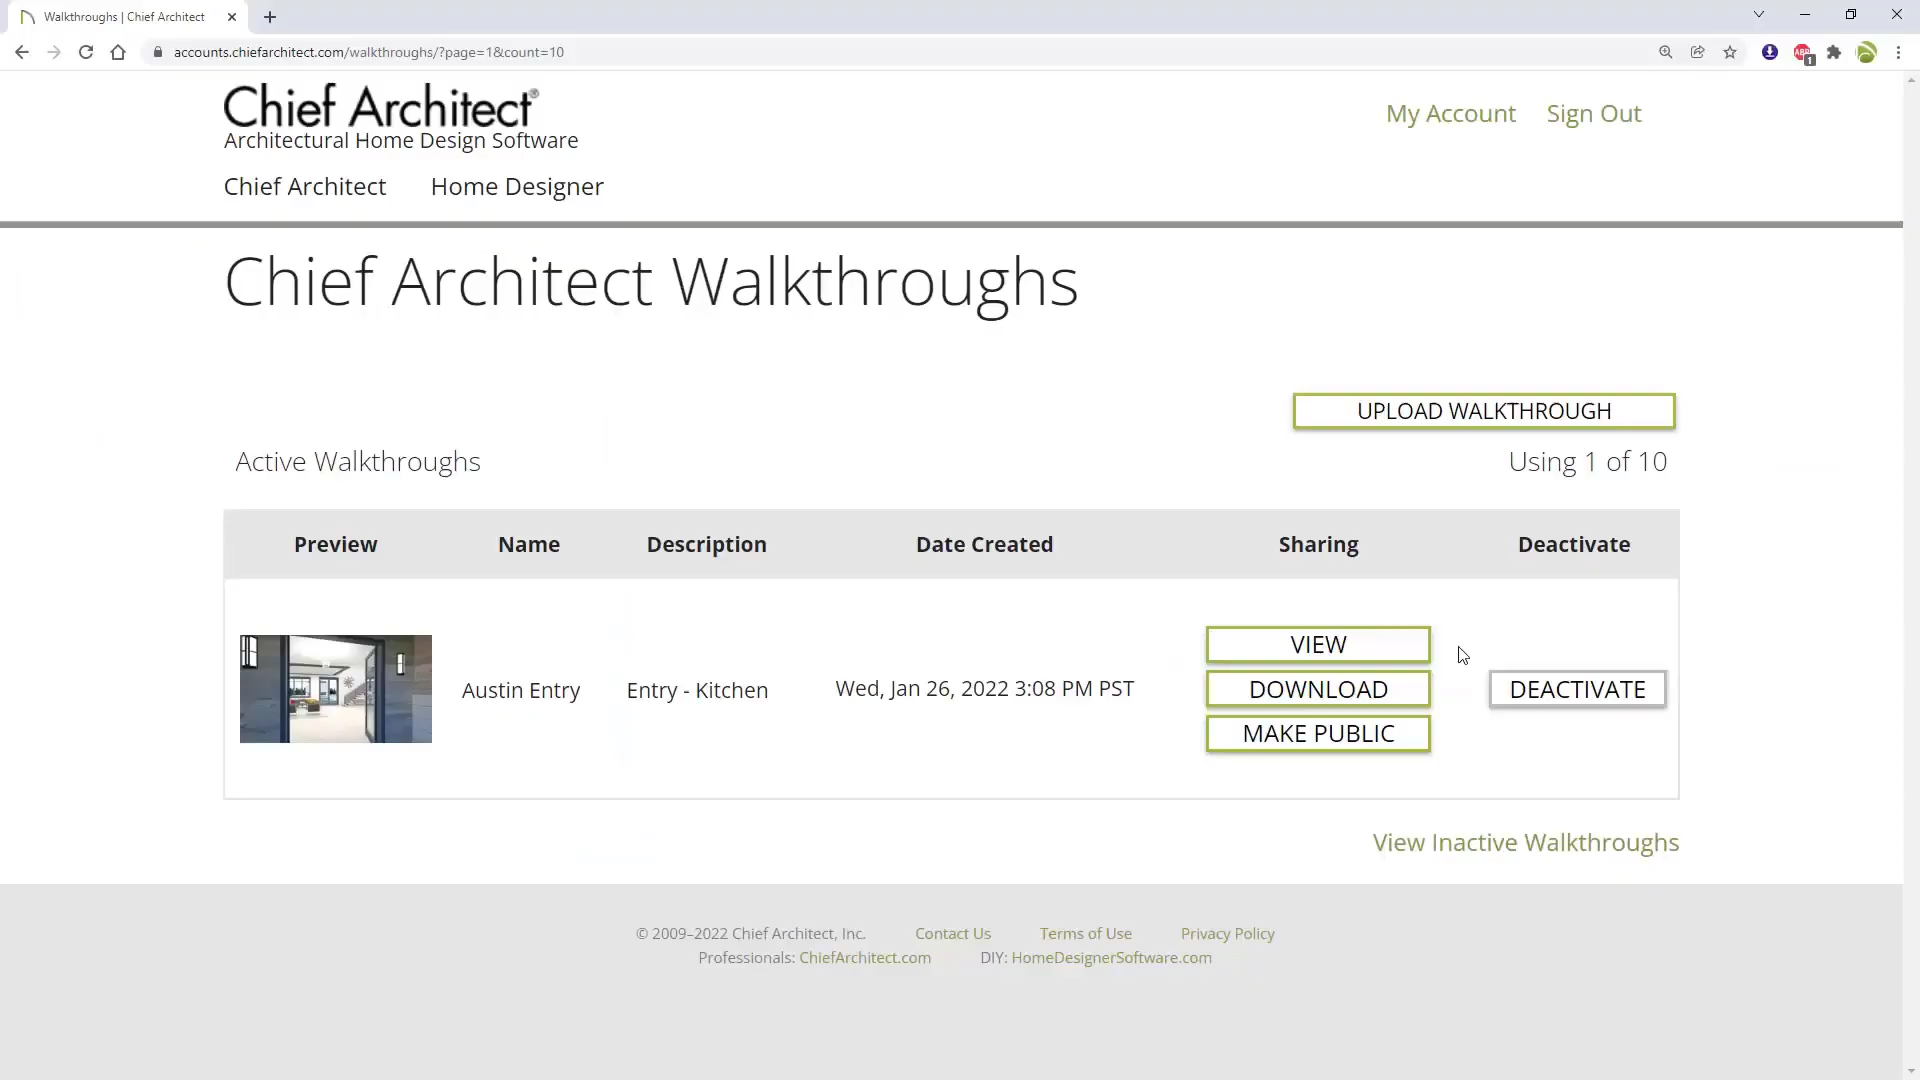 Walkthroughs | Chief Architect
accounts.chiefarchitect.com/walkthroughs/?page=1&count=10
ABP
1
Chief Architect®
Architectural Home Design Software
My Account Sign Out
Chief Architect Home Designer
Chief Architect Walkthroughs
UPLOAD WALKTHROUGH
Active Walkthroughs Using 1 of 10
Preview Name Description Date Created Sharing Deactivate
VIEW
Austin Entry Entry - Kitchen Wed, Jan 26, 2022 3:08 PM PST DOWNLOAD DEACTIVATE
MAKE PUBLIC
View Inactive Walkthroughs
© 2009–2022 Chief Architect, Inc. Contact Us Terms of Use Privacy Policy
Professionals: ChiefArchitect.com DIY: HomeDesignerSoftware.com